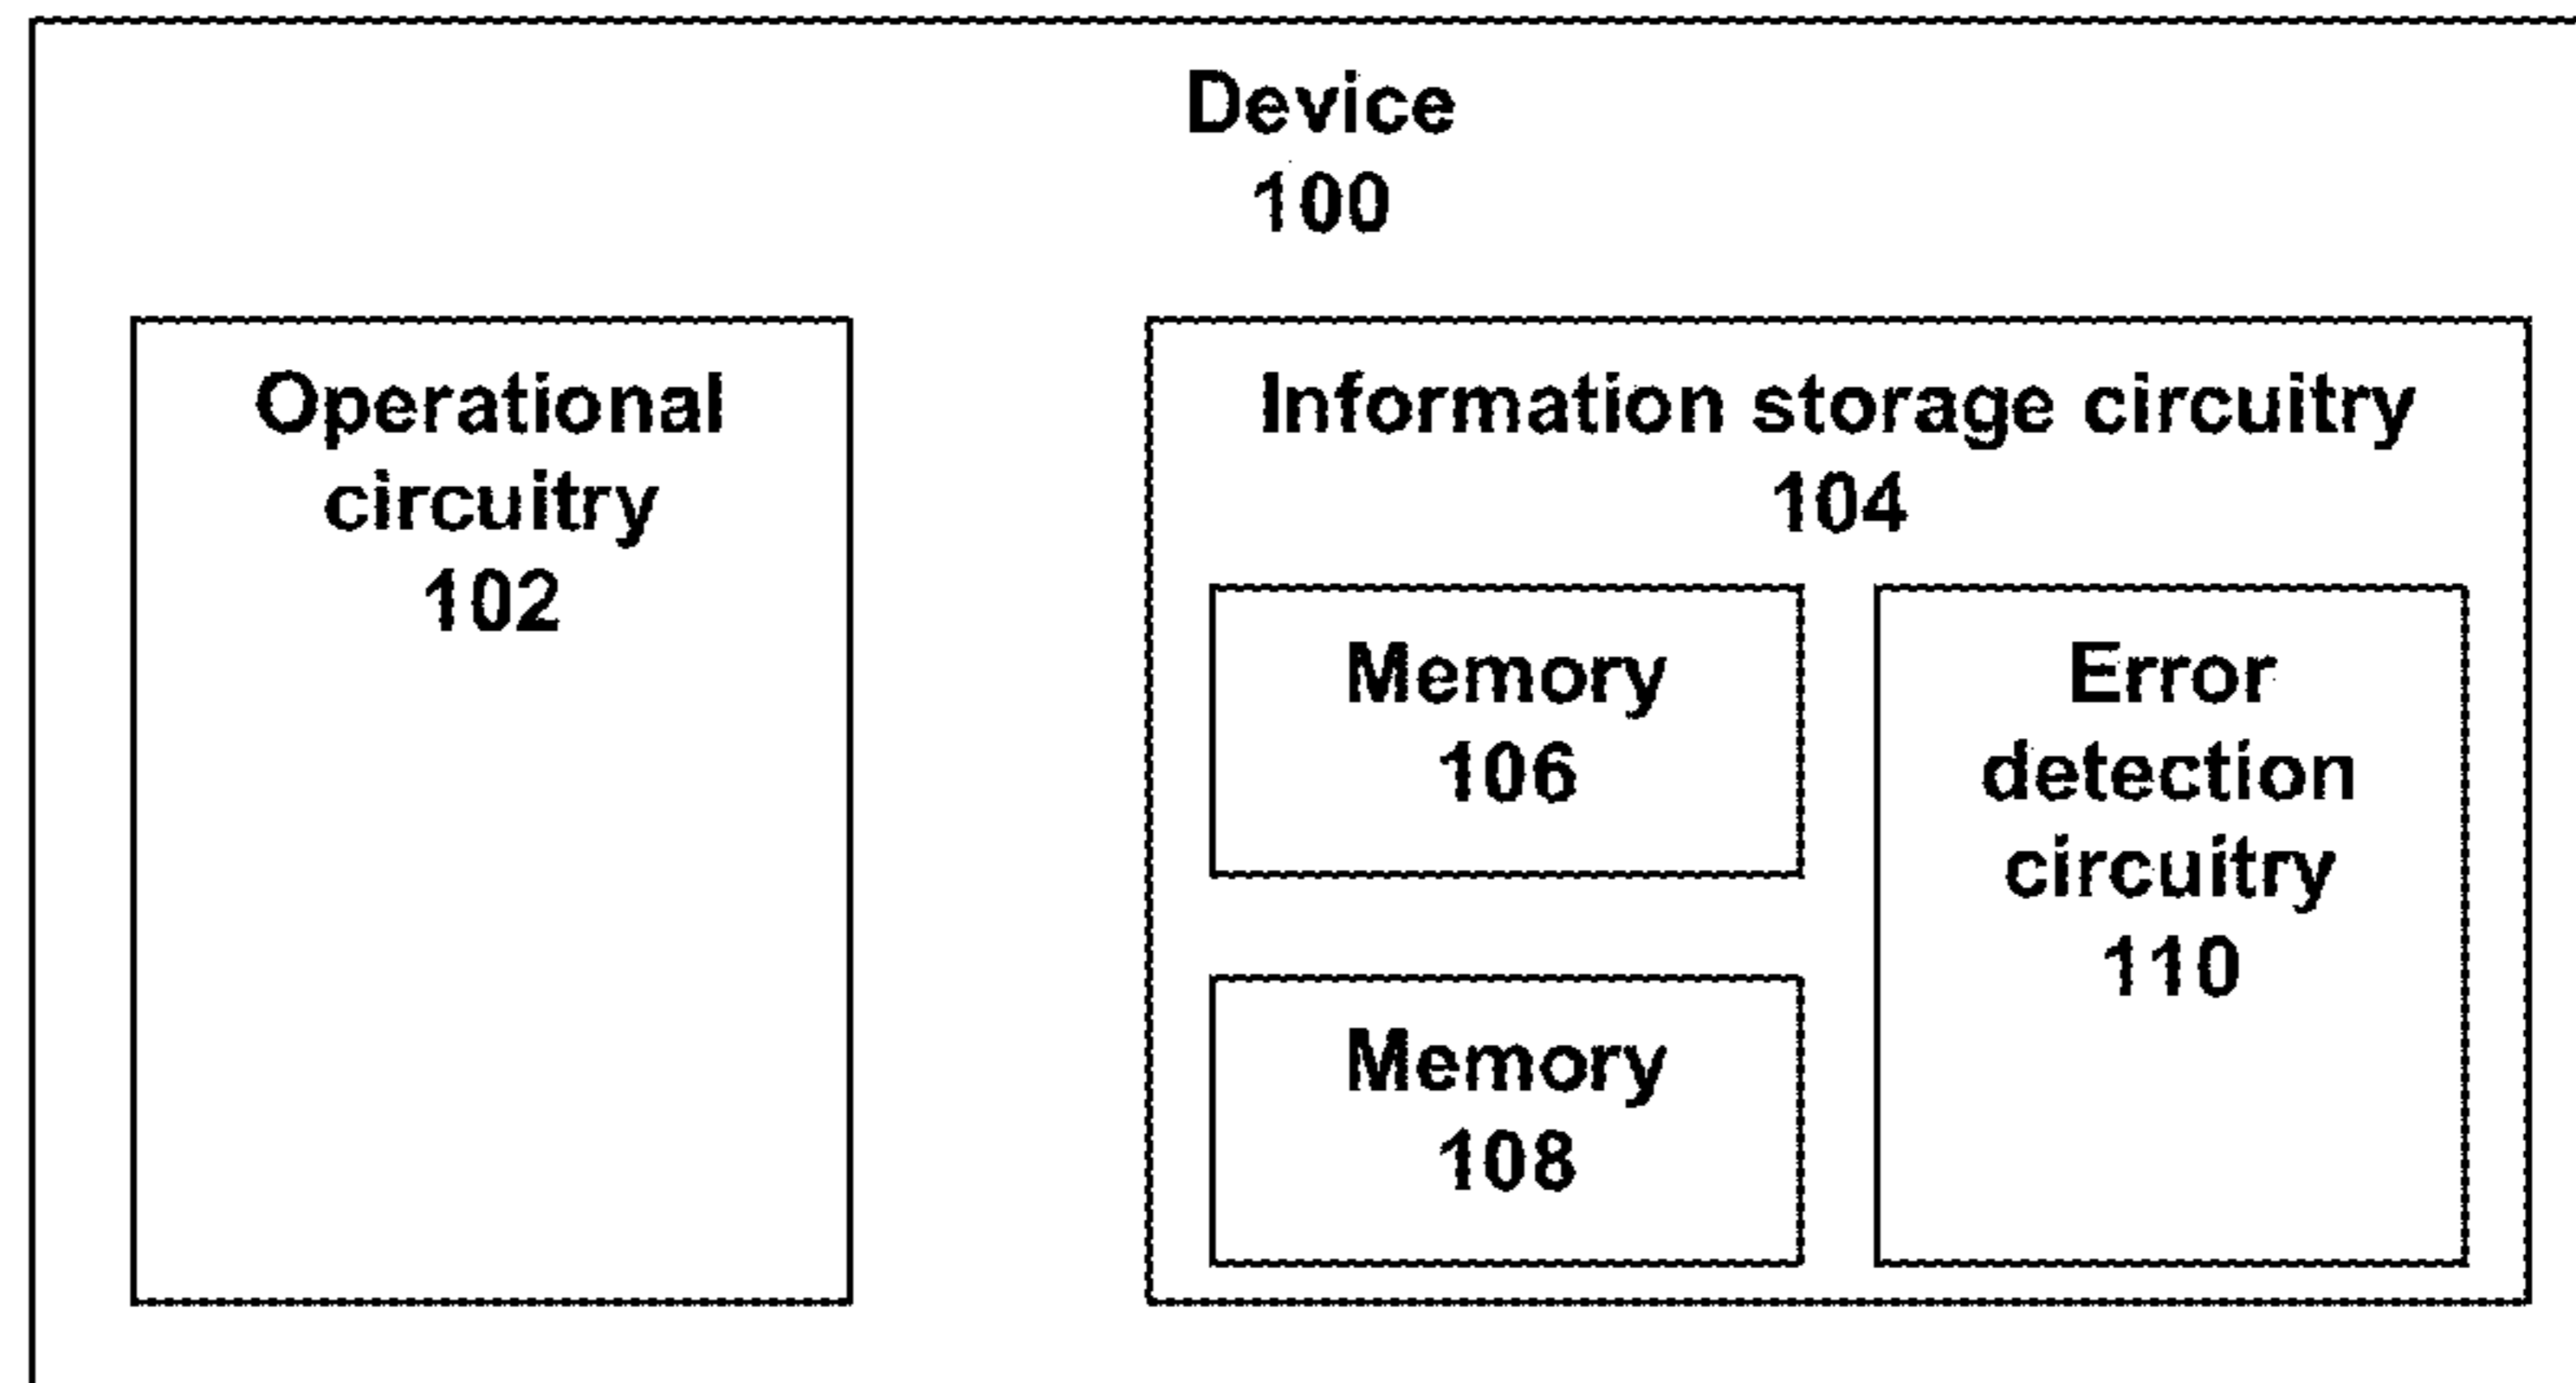 Device
100
Operational
circuitry
102
Information storage circuitry
104
Memory
106
Memory
108
Error
detection
circuitry
110